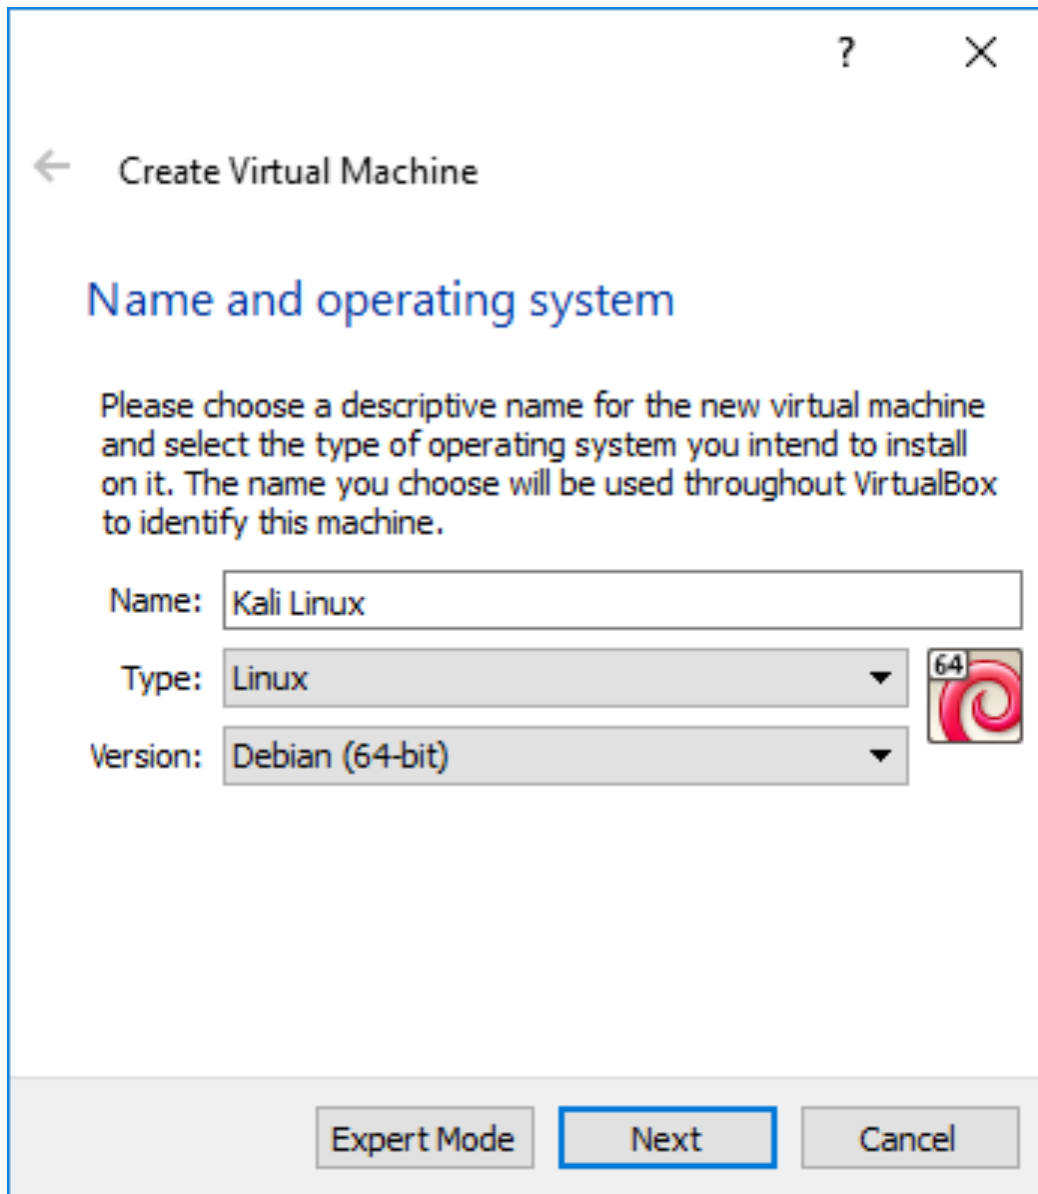 ?
Create Virtual Machine
Name and operating system
Please choose a descriptive name for the new virtual machine
and select the type of operating system you intend to install
on it. The name you choose will be used throughout VirtualBox
to identify this machine.
Name: Kali Linux
Type: Linux
64
Version: Debian (64-bit)
Expert Mode Next Cancel